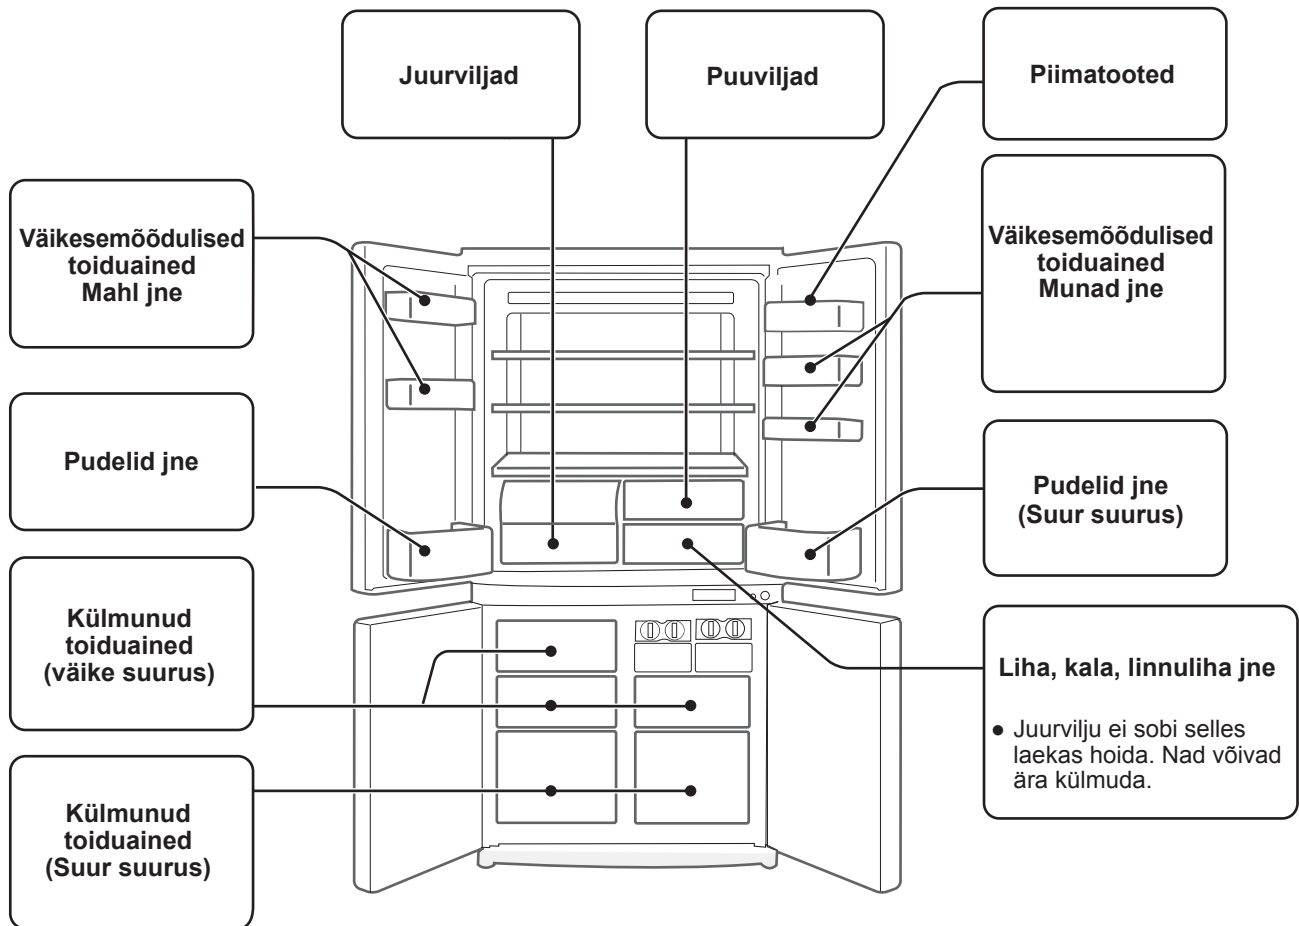 Juurviljad
Puuviljad
Piimatooted
Väikesemõõdulised
toiduained
Mahl jne
Väikesemõõdulised
toiduained
Munad jne
Pudelid jne
Pudelid jne
(Suur suurus)
Külmunud
toiduained
(väike suurus)
Liha, kala, linnuliha jne
● Juurvilju ei sobi selles
laekas hoida. Nad võivad
ära külmuda.
Külmunud
toiduained
(Suur suurus)